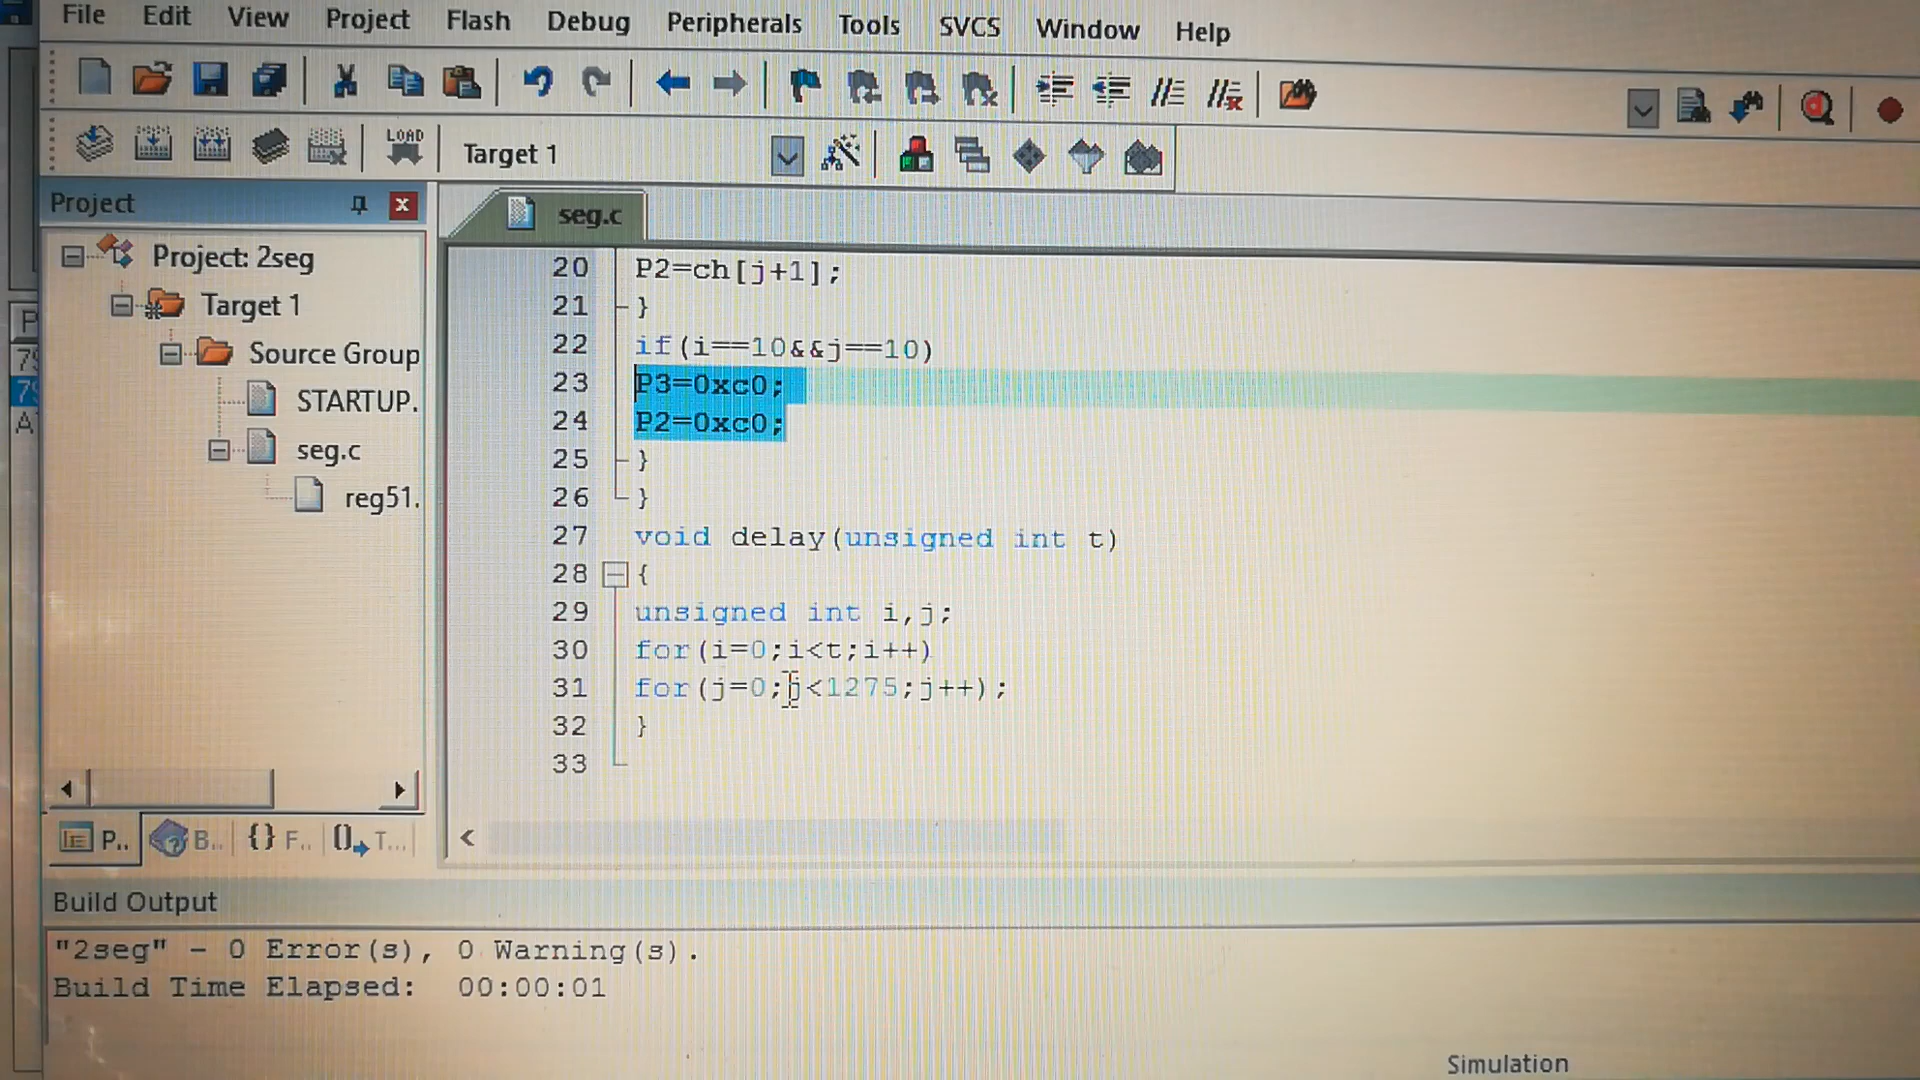 File Edit View Project Flash Debug Peripherals Tools SVCS Window Help
LOAD
Target 1
Project
Project: 2seg
Target 1
Source Group
STARTUP.
seg.c
reg51.
P.. B.. {} F.. T...
seg.c
20 P2=ch[j+1];
21 }
22 if(i==10&&j==10)
23 P3=0xc0;
24 P2=0xc0;
25 }
26 }
27 void delay(unsigned int t)
28 {
29 unsigned int i,j;
30 for(i=0;i<t;i++)
31 for(j=0;j<1275;j++);
32 }
33
Build Output
"2seg" - 0 Error(s), 0 Warning(s).
Build Time Elapsed: 00:00:01
Simulation